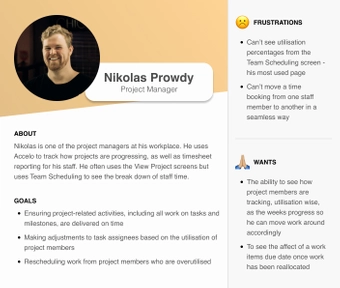 Nikolas Prowdy
Project Manager
ABOUT
Nikolas is one of the project managers at his workplace. He uses
Accelo to track how projects are progressing, as well as timesheet
reporting for his staff. He often uses the View Project screens but
uses Team Scheduling to see the break down of staff time.
GOALS
• Ensuring project-related activities, including all work on tasks and
milestones, are delivered on time
• Making adjustments to task assignees based on the utilisation of
project members
• Rescheduling work from project members who are overutilised
FRUSTRATIONS
• Can't see utilisation
percentages from the
Team Scheduling screen -
his most used page
• Can't move a time
booking from one staff
member to another in a
seamless way
WANTS
• The ability to see how
project members are
tracking, utilisation wise,
as the weeks progress so
he can move work around
accordingly
• To see the affect of a work
items due date once work
has been reallocated